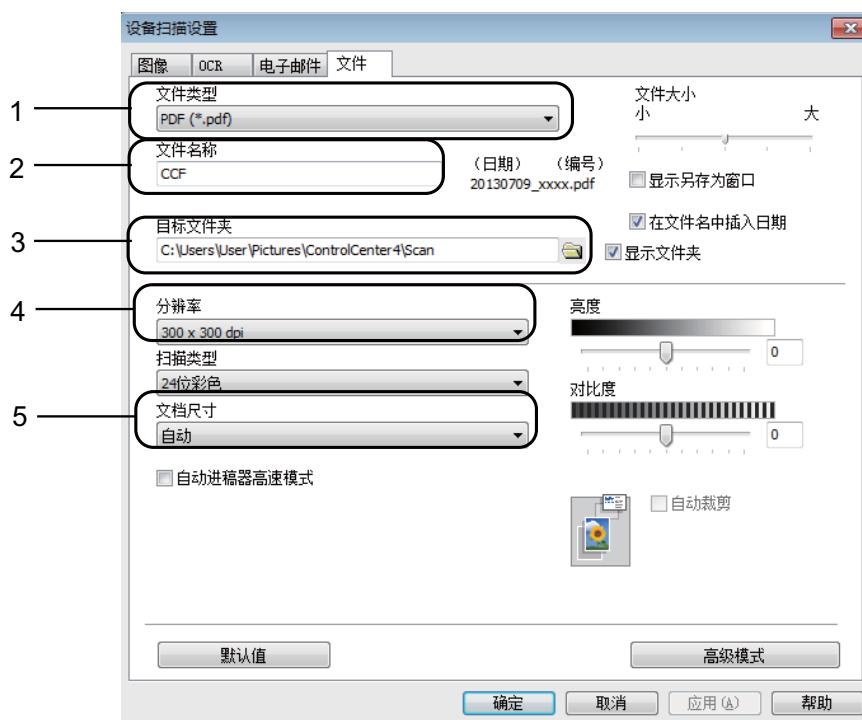 设备扫描设置
图像 OCR 电子邮件 文件
1
文件类型
PDF (*.pdf)
文件大小
小 大
2
文件名称
CCF
(日期) (编号)
20130709_xxxx.pdf
显示另存为窗口
在文件名中插入日期
3
目标文件夹
C:\Users\User\Pictures\ControlCenter4\Scan
显示文件夹
4
分辨率
300 x 300 dpi
亮度
0
扫描类型
24位彩色
对比度
0
5
文档尺寸
自动
自动进稿器高速模式
自动裁剪
默认值 高级模式
确定 取消 应用(A) 帮助